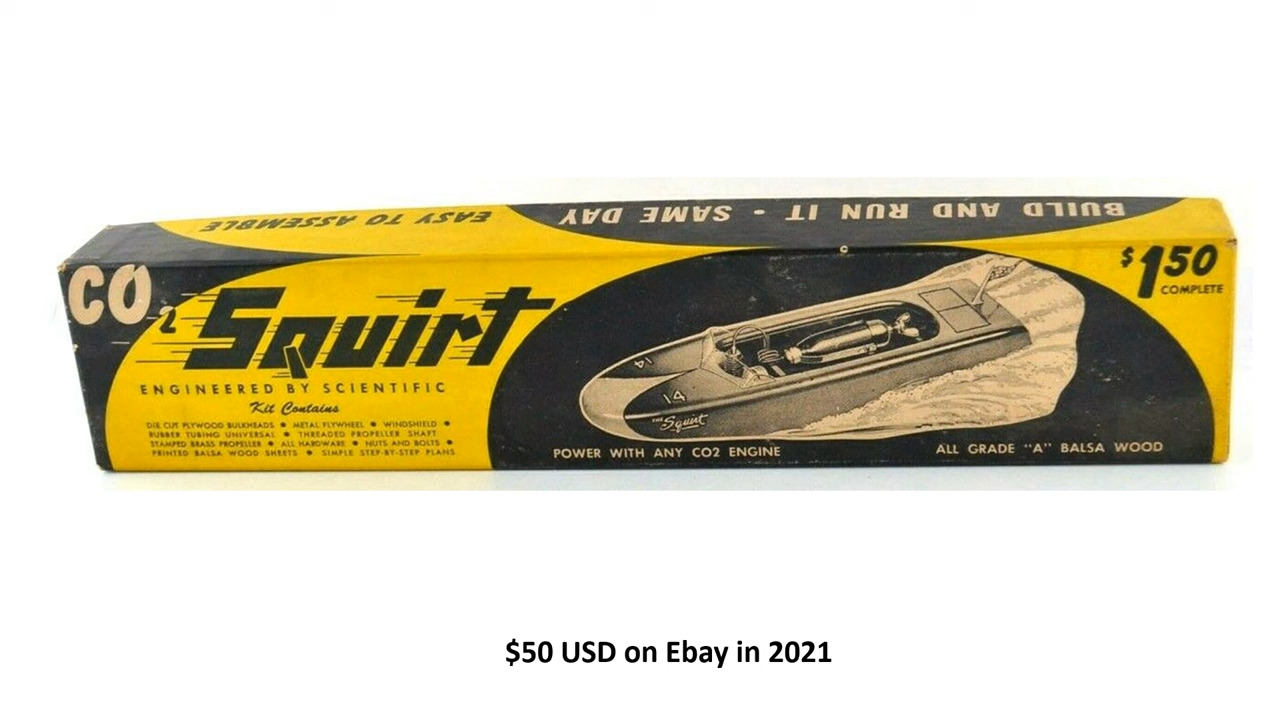 BUILD AND RUN IT • SAME DAY
EASY TO ASSEMBLE
CO2
Squirt
ENGINEERED BY SCIENTIFIC
Kit Contains
DIE CUT PLYWOOD BULKHEADS • METAL FLYWHEEL • WINDSHIELD •
RUBBER TUBING UNIVERSAL • THREADED PROPELLER SHAFT
STAMPED BRASS PROPELLER • ALL HARDWARE • NUTS AND BOLTS •
PRINTED BALSA WOOD SHEETS • SIMPLE STEP-BY-STEP PLANS
14
14
THE Squirt
POWER WITH ANY CO2 ENGINE
ALL GRADE "A" BALSA WOOD
$1.50
COMPLETE
$50 USD on Ebay in 2021